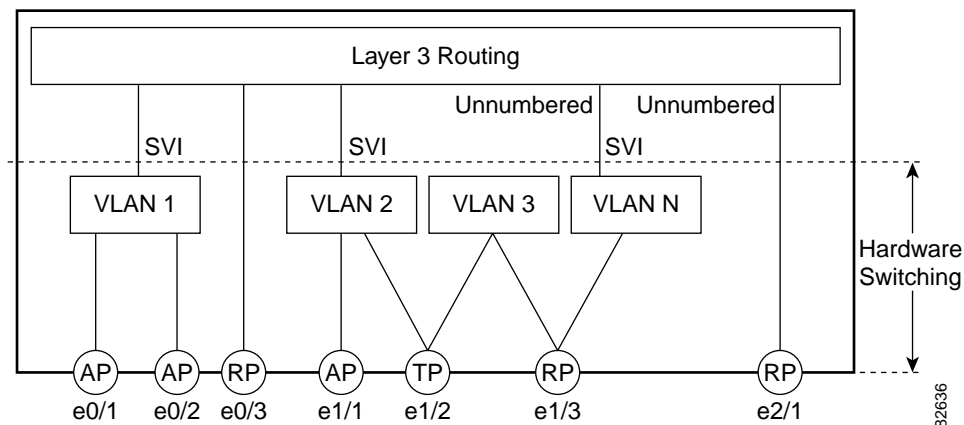 Layer 3 Routing
Unnumbered
Unnumbered
SVI
SVI
SVI
VLAN 1
VLAN 2
VLAN 3
VLAN N
Hardware
Switching
AP
AP
RP
AP
TP
RP
RP
e0/1
e0/2
e0/3
e1/1
e1/2
e1/3
e2/1